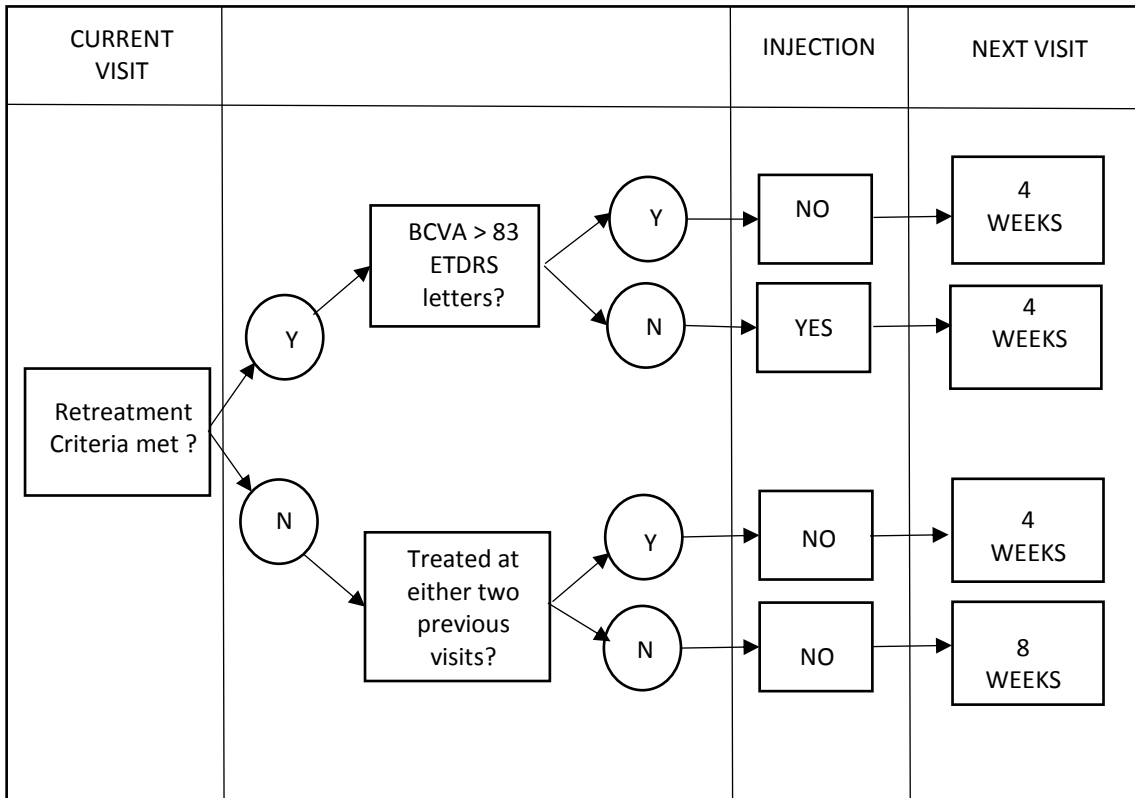 CURRENT
VISIT
INJECTION
NEXT VISIT
Retreatment
Criteria met ?
Y
BCVA > 83
ETDRS
letters?
Y
NO
4
WEEKS
N
YES
4
WEEKS
N
Treated at
either two
previous
visits?
Y
NO
4
WEEKS
N
NO
8
WEEKS